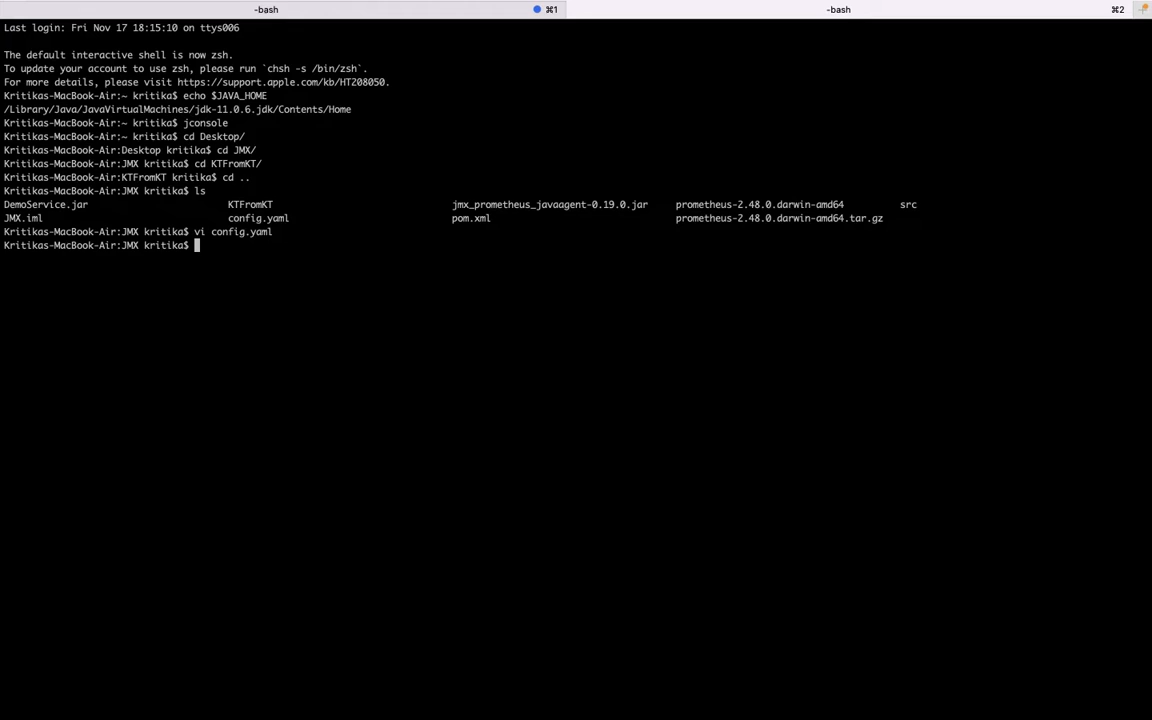 -bash ⌘1 -bash ⌘2
Last login: Fri Nov 17 18:15:10 on ttys006
The default interactive shell is now zsh.
To update your account to use zsh, please run `chsh -s /bin/zsh`.
For more details, please visit https://support.apple.com/kb/HT208050.
Kritikas-MacBook-Air:~ kritika$ echo $JAVA_HOME
/Library/Java/JavaVirtualMachines/jdk-11.0.6.jdk/Contents/Home
Kritikas-MacBook-Air:~ kritika$ jconsole
Kritikas-MacBook-Air:~ kritika$ cd Desktop/
Kritikas-MacBook-Air:Desktop kritika$ cd JMX/
Kritikas-MacBook-Air:JMX kritika$ cd KTFromKT/
Kritikas-MacBook-Air:KTFromKT kritika$ cd ..
Kritikas-MacBook-Air:JMX kritika$ ls
DemoService.jar KTFromKT jmx_prometheus_javaagent-0.19.0.jar prometheus-2.48.0.darwin-amd64 src
JMX.iml config.yaml pom.xml prometheus-2.48.0.darwin-amd64.tar.gz
Kritikas-MacBook-Air:JMX kritika$ vi config.yaml
Kritikas-MacBook-Air:JMX kritika$